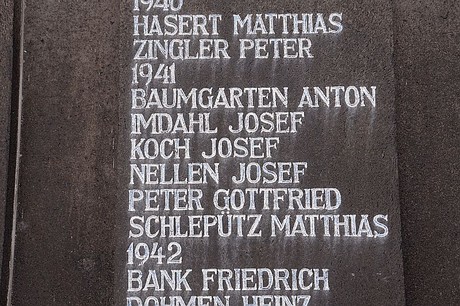 1940
HASERT MATTHIAS
ZINGLER PETER
1941
BAUMGARTEN ANTON
IMDAHL JOSEF
KOCH JOSEF
NELLEN JOSEF
PETER GOTTFRIED
SCHLEPÜTZ MATTHIAS
1942
BANK FRIEDRICH
DOHMEN HEINZ